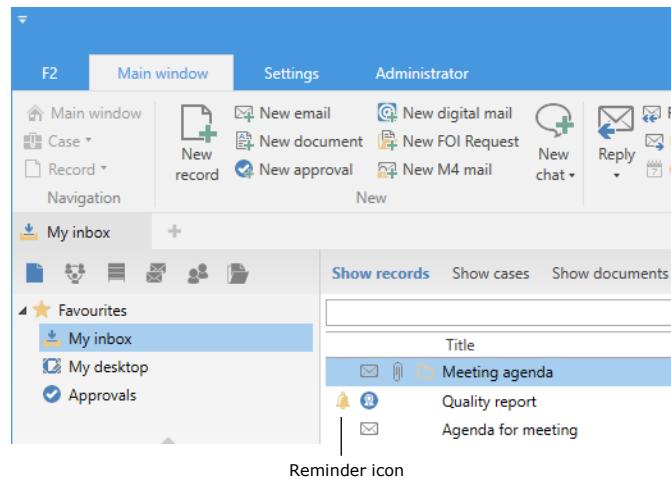 F2 Main window Settings Administrator
Main window New email New digital mail
Case New document New FOI Request
Record New record New approval New M4 mail New chat Reply
Navigation New
My inbox +
Show records Show cases Show documents
Favourites
My inbox
My desktop
Approvals
Title
Meeting agenda
Quality report
Agenda for meeting
Reminder icon